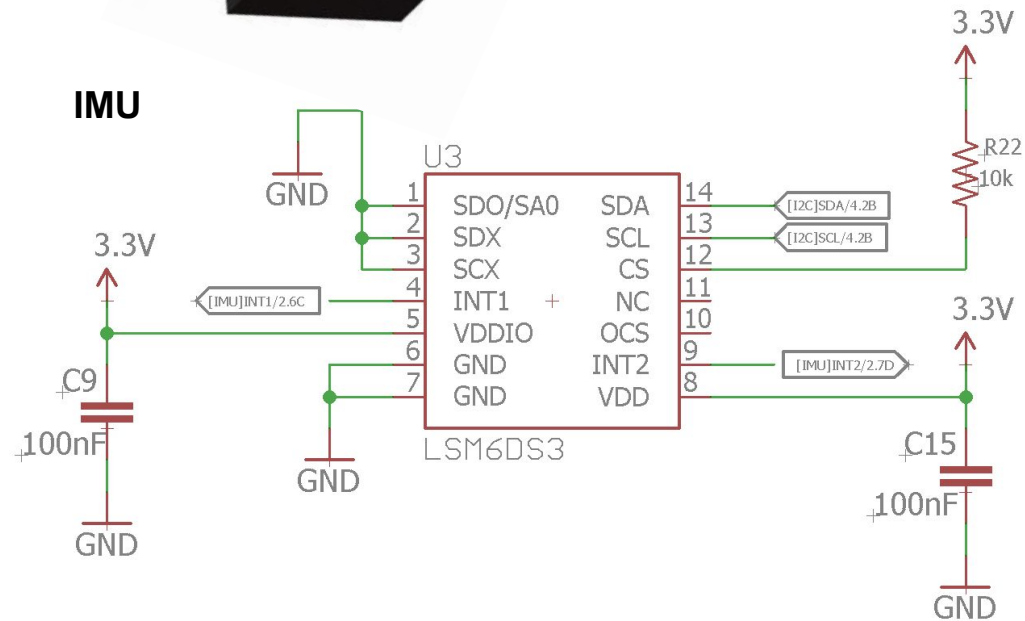 3.3V
IMU
R22
10k
U3
GND
1 SDO/SA0 SDA 14 [I2C]SDA/4.2B
2 SDX SCL 13 [I2C]SCL/4.2B
3 SCX CS 12
3.3V
[IMU]INT1/2.6C 4 INT1 NC 11
5 VDDIO OCS 10
3.3V
6 GND INT2 9 [IMU]INT2/2.7D
7 GND VDD 8
C9
100nF
LSM6DS3
C15
100nF
GND
GND
GND